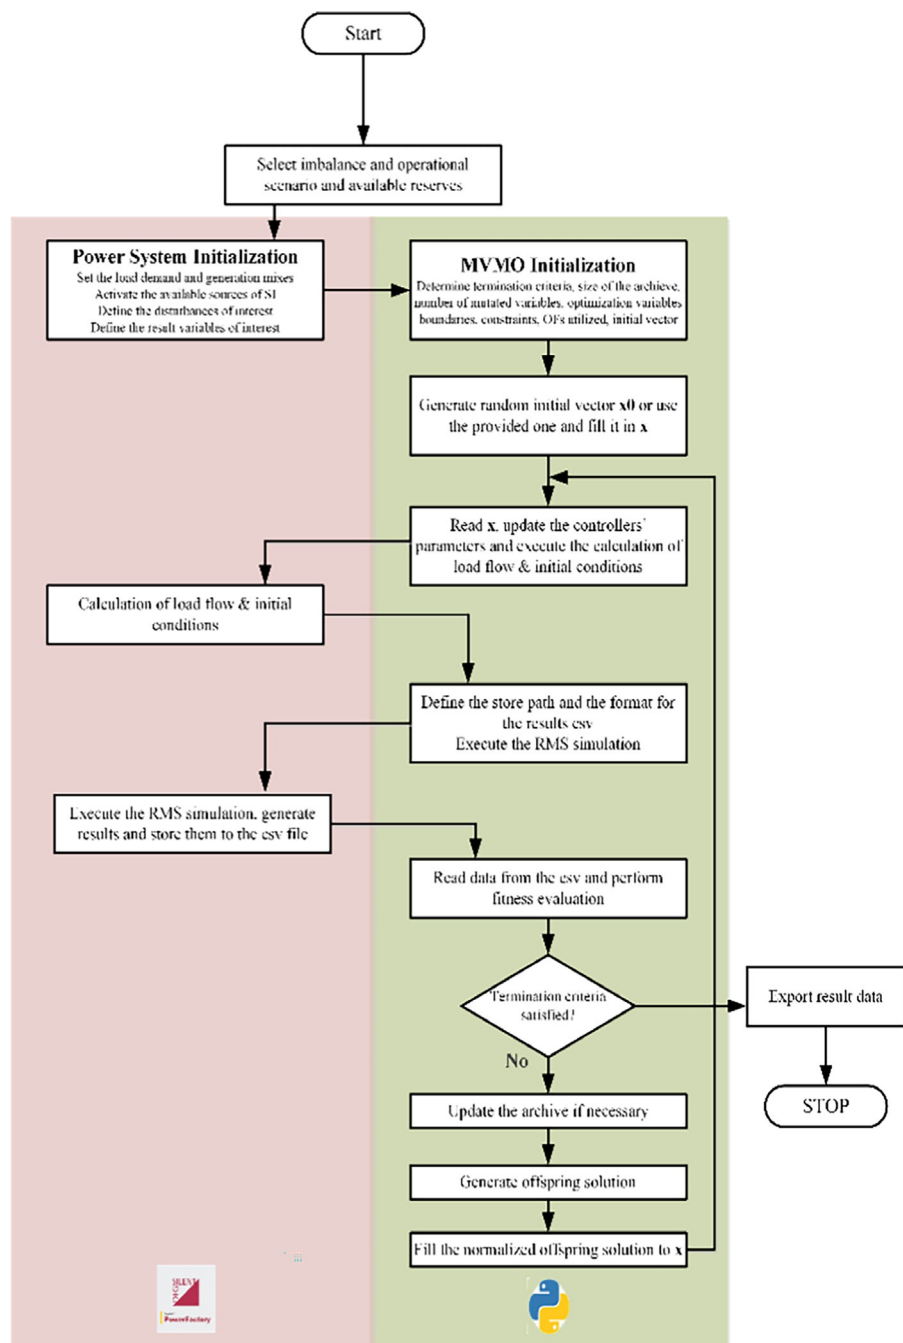 Start
Select imbalance and operational
scenario and available reserves
Power System Initialization
Set the load demand and generation mixes
Activate the available sources of SI
Define the disturbances of interest
Define the result variables of interest
MVMO Initialization
Determine termination criteria, size of the archieve,
number of mutated variables, optimization variables
boundaries, constraints, OFs utilized, initial vector
Generate random initial vector x0 or use
the provided one and fill it in x
Read x, update the controllers'
parameters and execute the calculation of
load flow & initial conditions
Calculation of load flow & initial
conditions
Define the store path and the format for
the results csv
Execute the RMS simulation
Execute the RMS simulation, generate
results and store them to the csv file
Read data from the csv and perform
fitness evaluation
Termination criteria
satisfied?
Export result data
No
STOP
Update the archive if necessary
Generate offspring solution
Fill the normalized offspring solution to x
DIgSILENT
PowerFactory